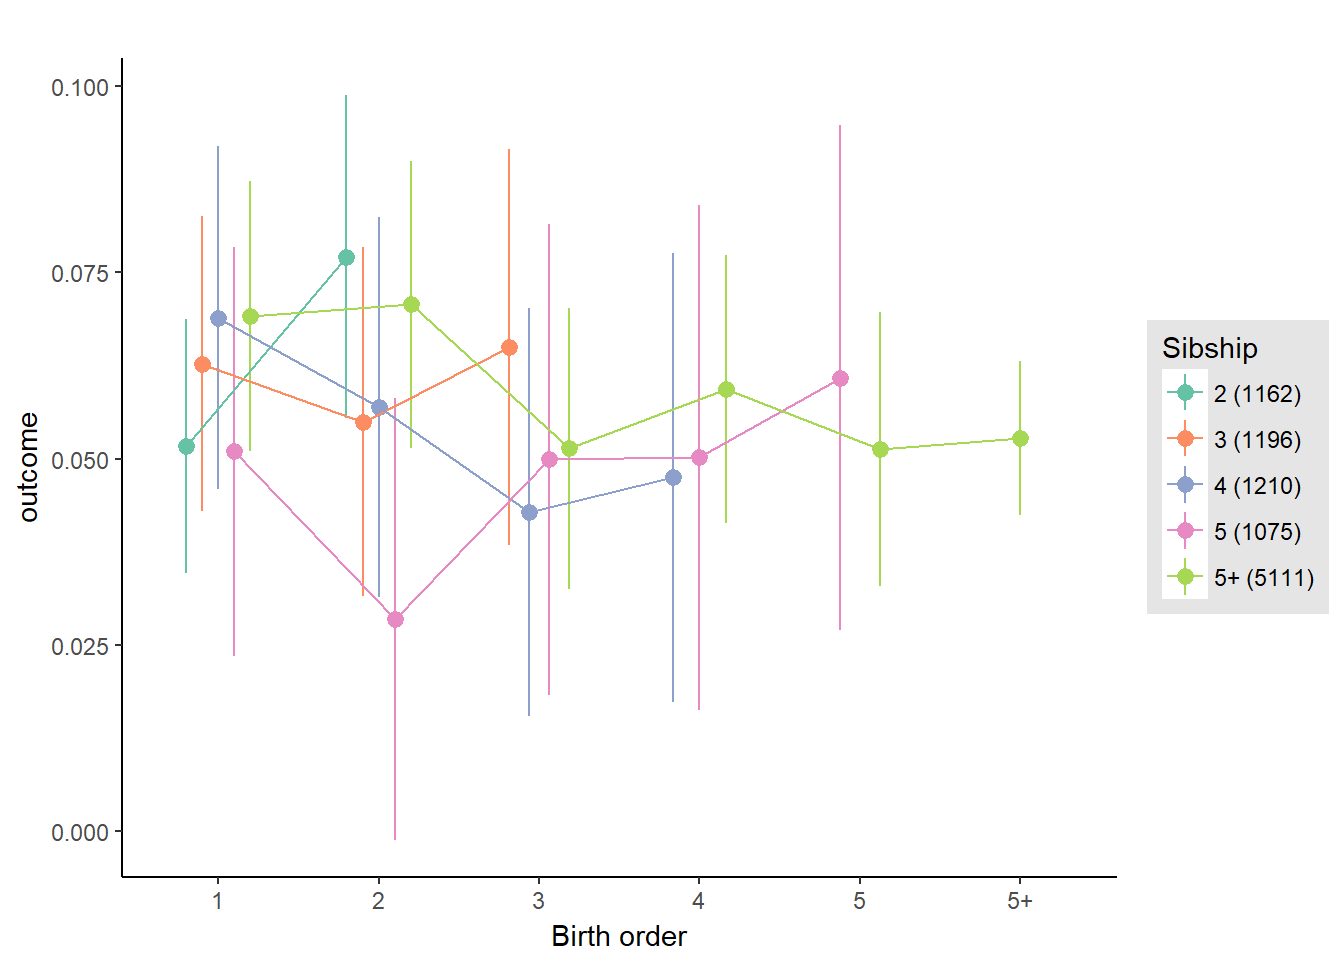 0.100
0.075
0.050
0.025
0.000
outcome
1 2 3 4 5 5+
Birth order
Sibship
2 (1162)
3 (1196)
4 (1210)
5 (1075)
5+ (5111)